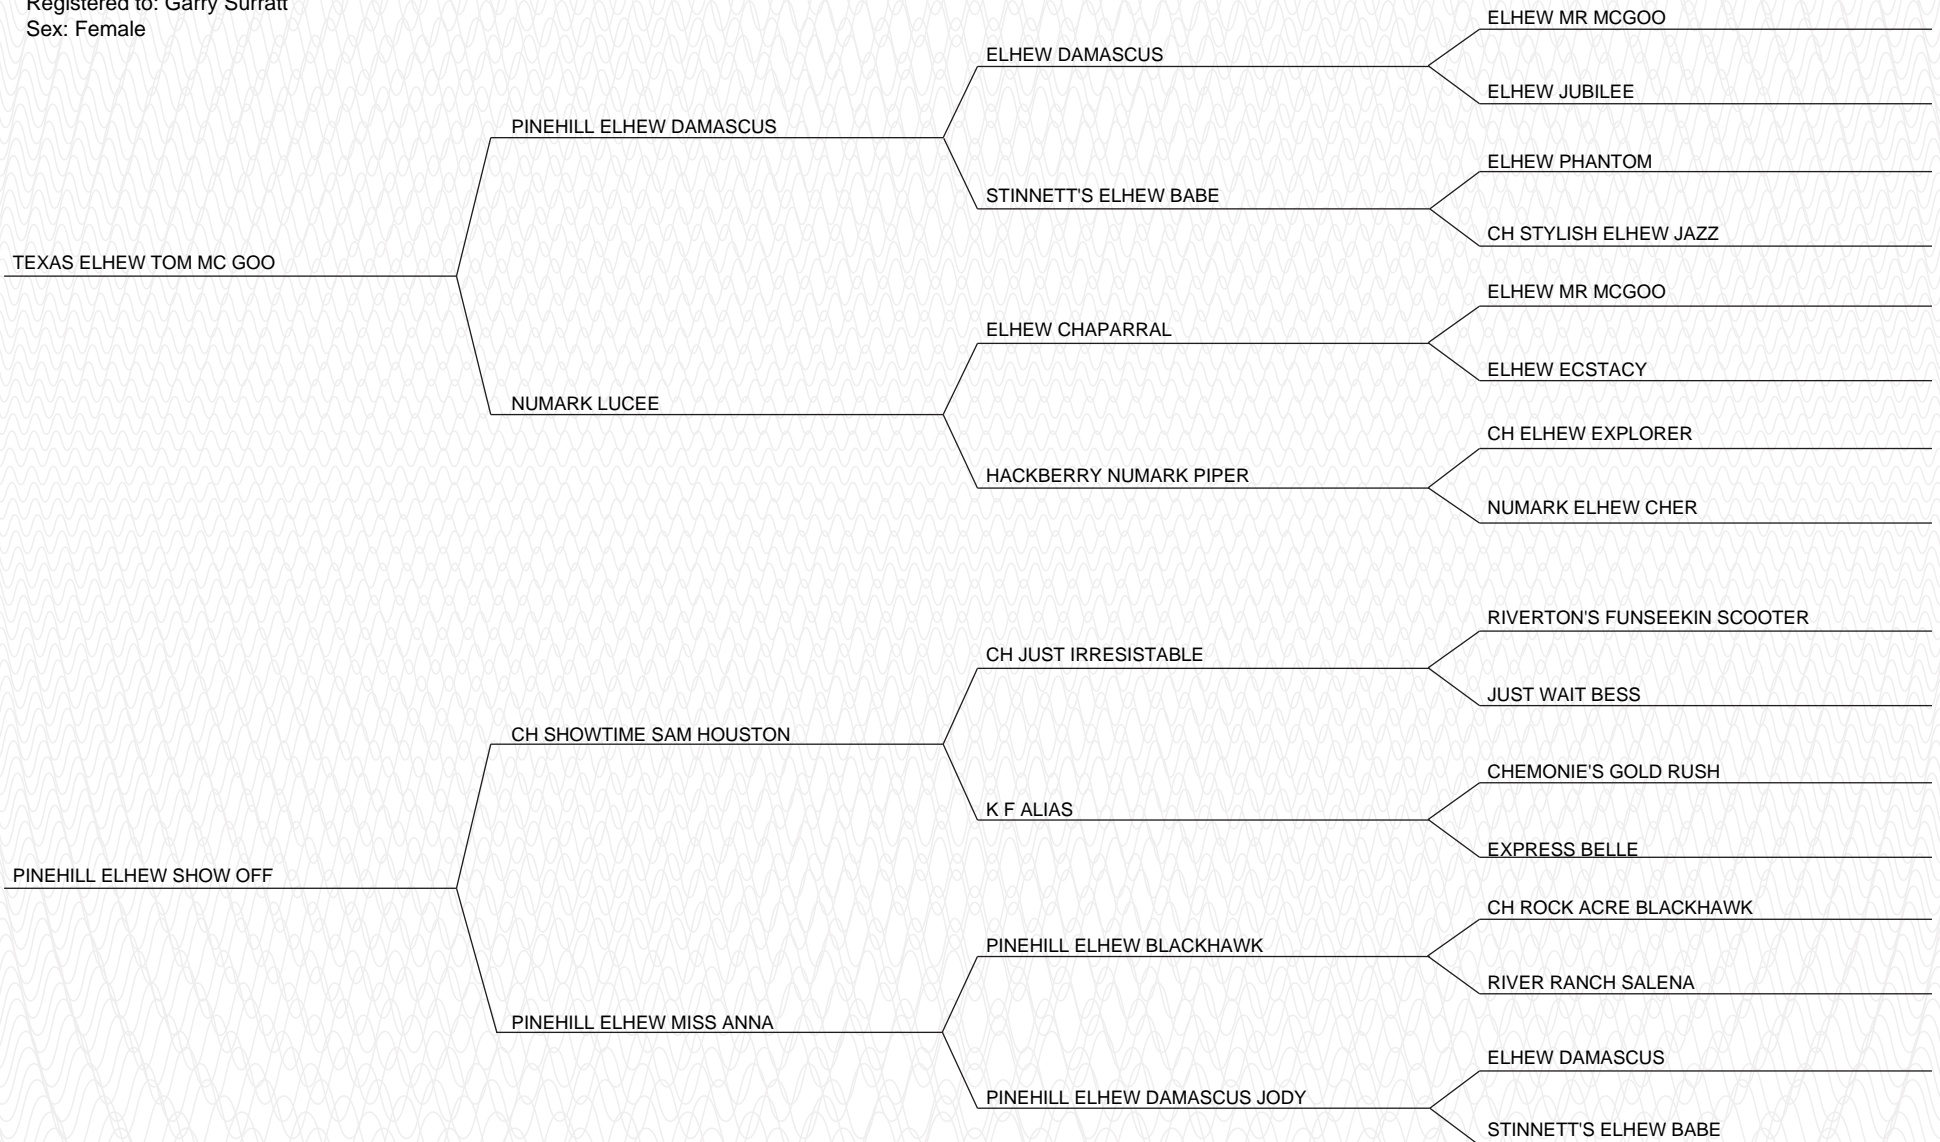 Registered to: Garry Surratt
Sex: Female
ELHEW MR MCGOO
ELHEW DAMASCUS
ELHEW JUBILEE
PINEHILL ELHEW DAMASCUS
ELHEW PHANTOM
STINNETT'S ELHEW BABE
CH STYLISH ELHEW JAZZ
TEXAS ELHEW TOM MC GOO
ELHEW MR MCGOO
ELHEW CHAPARRAL
ELHEW ECSTACY
NUMARK LUCEE
CH ELHEW EXPLORER
HACKBERRY NUMARK PIPER
NUMARK ELHEW CHER
RIVERTON'S FUNSEEKIN SCOOTER
CH JUST IRRESISTABLE
JUST WAIT BESS
CH SHOWTIME SAM HOUSTON
CHEMONIE'S GOLD RUSH
K F ALIAS
EXPRESS BELLE
PINEHILL ELHEW SHOW OFF
CH ROCK ACRE BLACKHAWK
PINEHILL ELHEW BLACKHAWK
RIVER RANCH SALENA
PINEHILL ELHEW MISS ANNA
ELHEW DAMASCUS
PINEHILL ELHEW DAMASCUS JODY
STINNETT'S ELHEW BABE